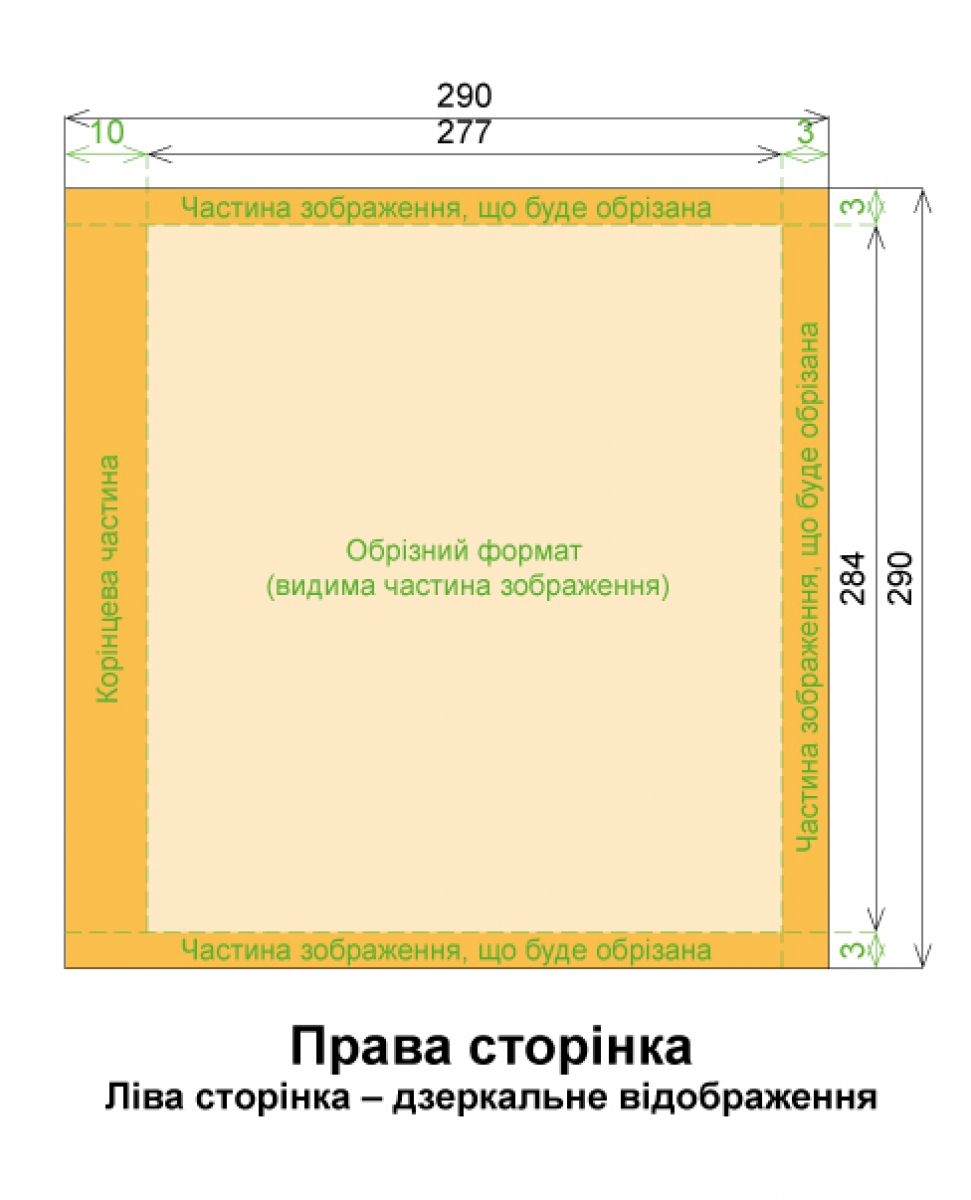 290
10 277 3
Частина зображення, що буде обрізана
3
Корінцева частина
Обрізний формат
(видима частина зображення)
Частина зображення, що буде обрізана
284
290
Частина зображення, що буде обрізана
3
Права сторінка
Ліва сторінка – дзеркальне відображення